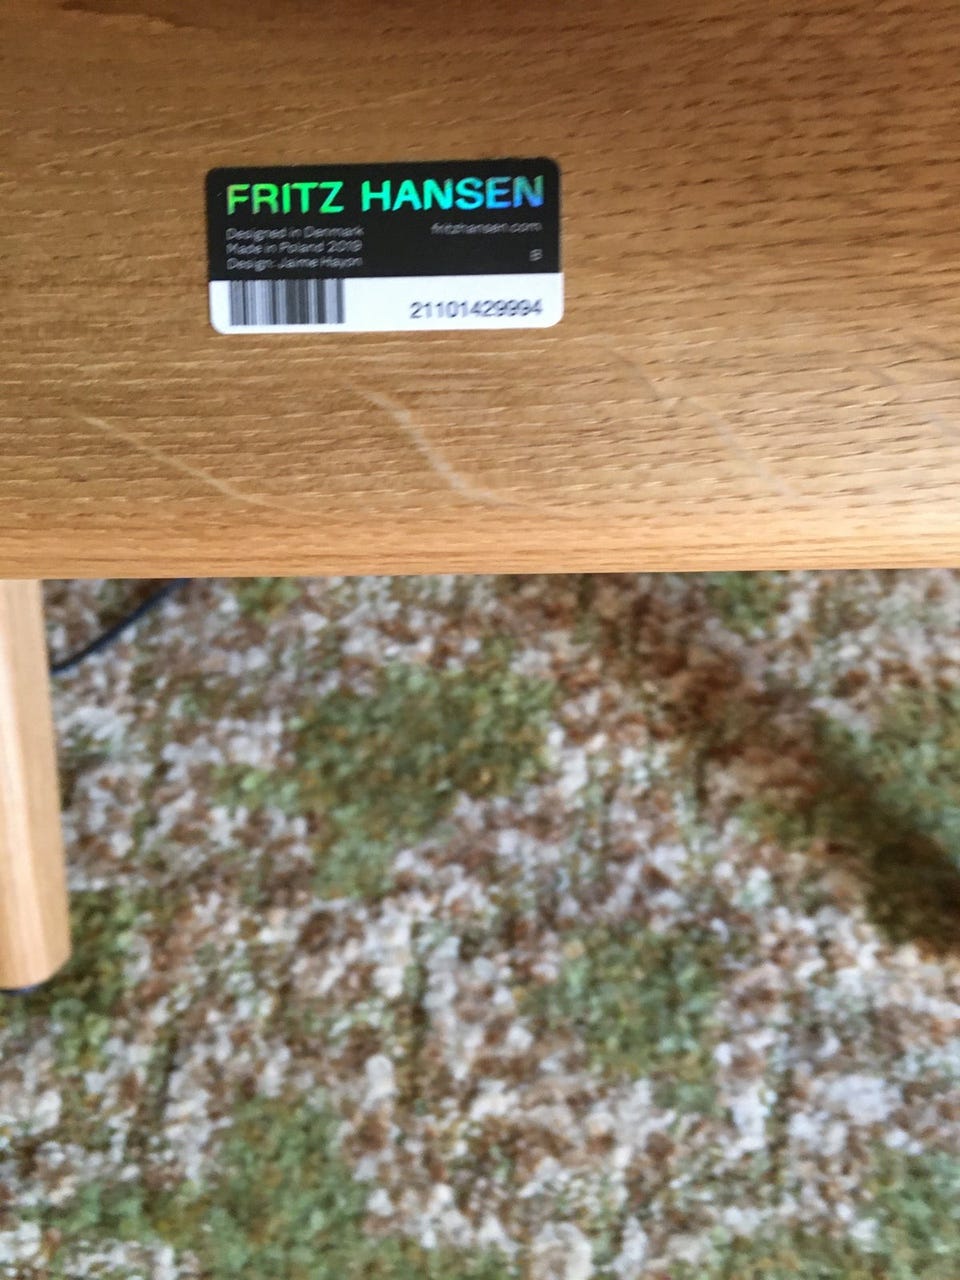 FRITZ HANSEN
Designed in Denmark
Made in Poland 2019
Design: Jaime Hayon
fritzhansen.com
B
21101429994